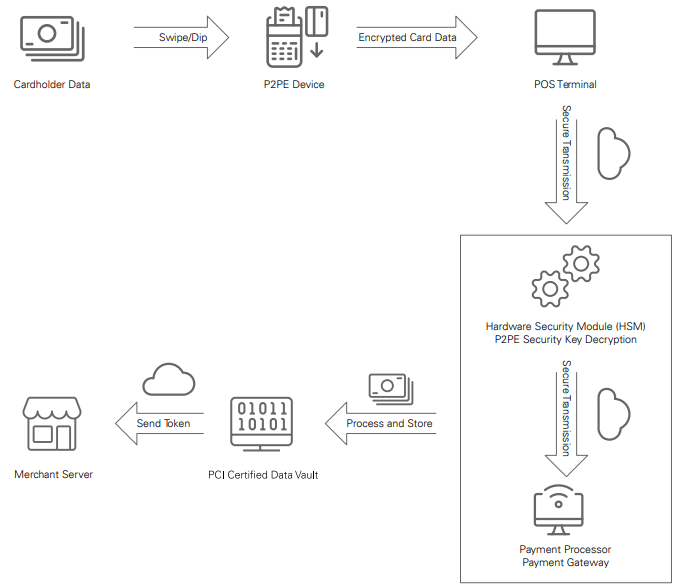 Swipe/Dip
Encrypted Card Data
Cardholder Data
P2PE Device
POS Terminal
Secure Transmission
Hardware Security Module (HSM)
P2PE Security Key Decryption
Secure Transmission
01011
10101
Process and Store
Send Token
Merchant Server
PCI Certified Data Vault
Payment Processor
Payment Gateway